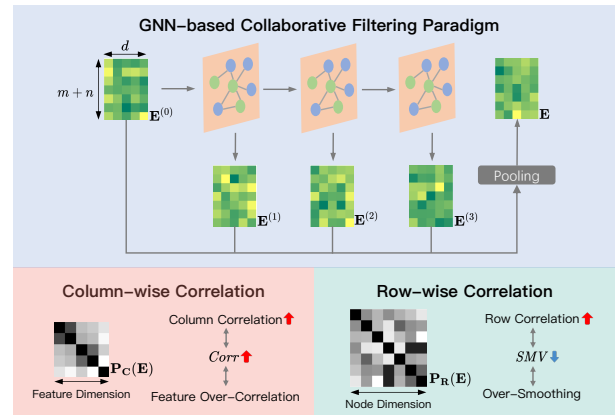 GNN-based Collaborative Filtering Paradigm
d
m + n
E(0)
E
E(1)
E(2)
E(3)
Pooling
Column-wise Correlation
Column Correlation
Corr
Feature Over-Correlation
PC(E)
Feature Dimension
Row-wise Correlation
Row Correlation
SMV
Over-Smoothing
PR(E)
Node Dimension